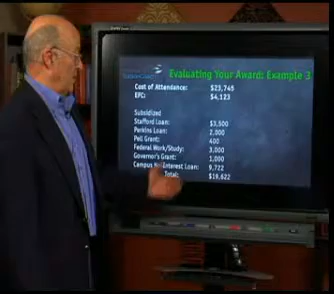 Evaluating Your Award: Example 3
Cost of Attendance: $23,745
EFC: $4,123
Subsidized
Stafford Loan: $3,500
Perkins Loan: 2,000
Pell Grant: 400
Federal Work/Study: 3,000
Governor's Grant: 1,000
Campus Interest Loan: 9,722
Total: $19,622